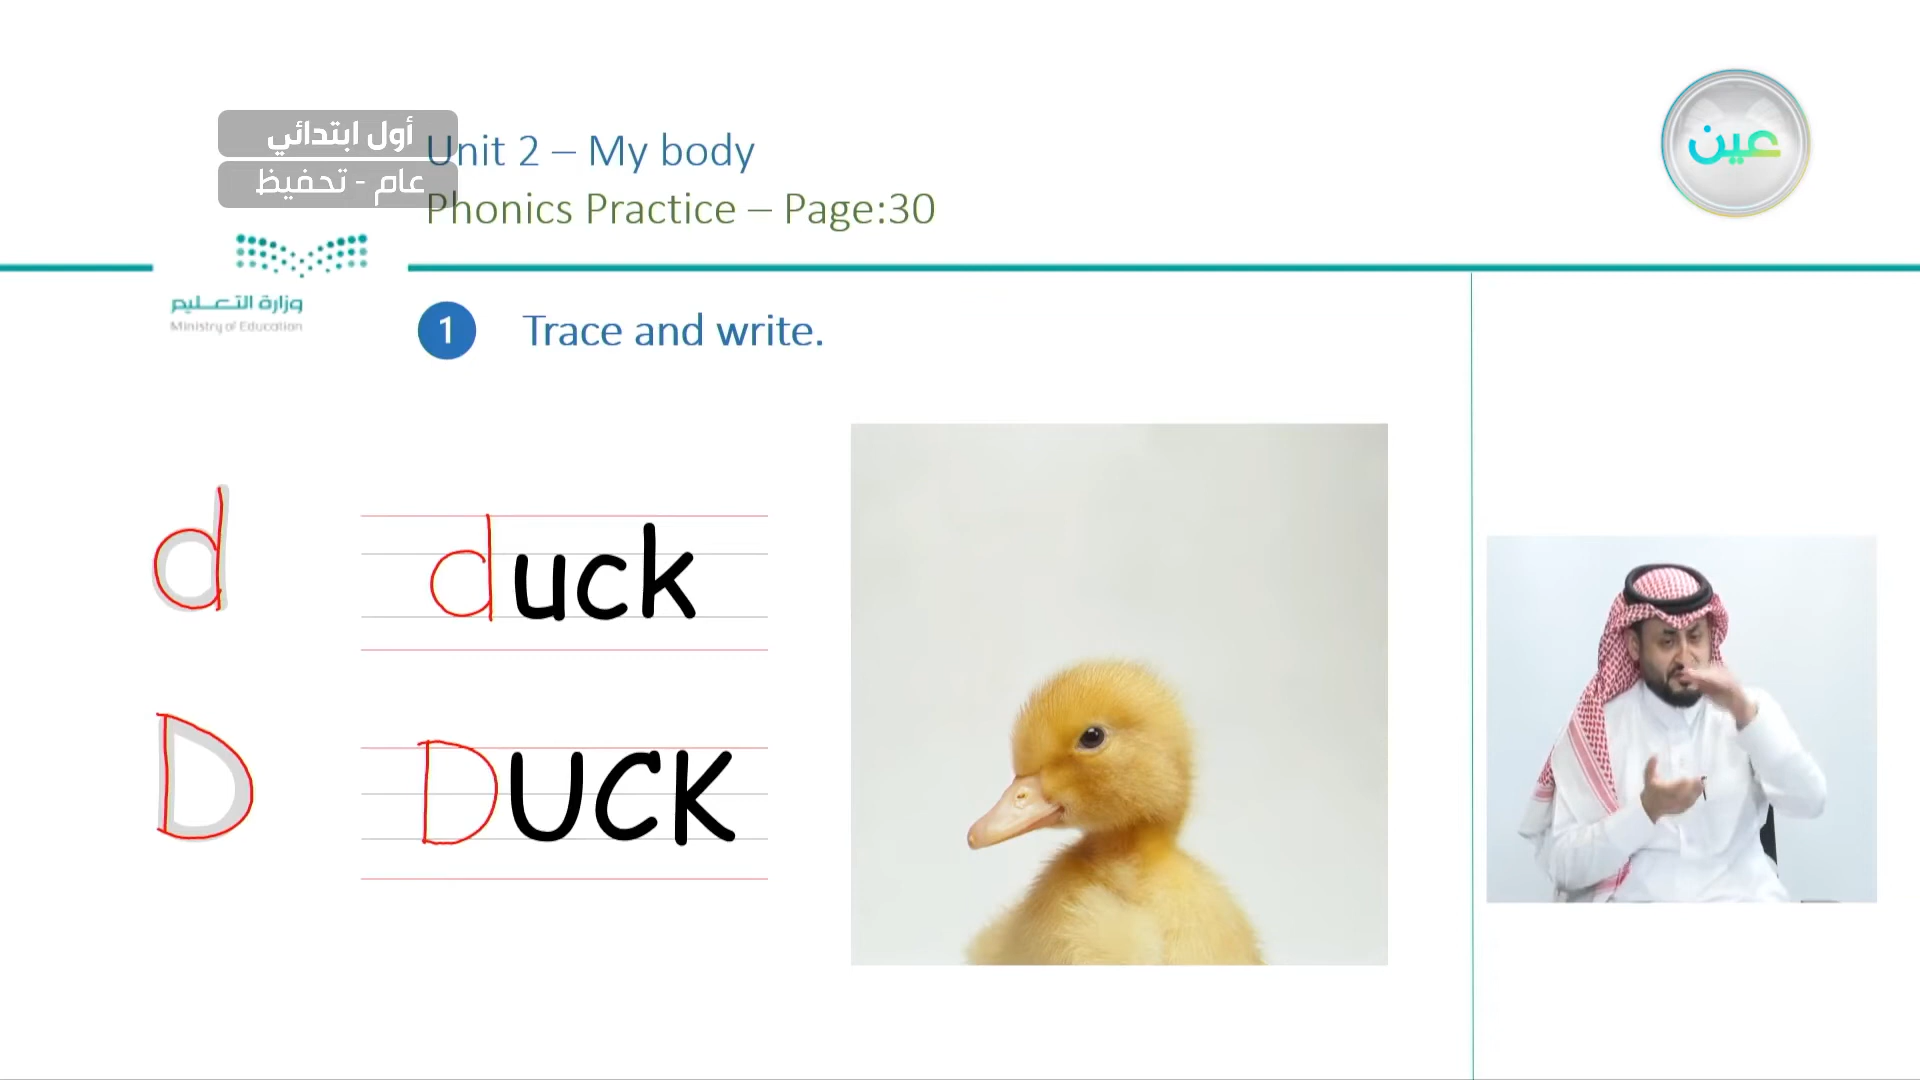 أول ابتدائي
عام - تحفيظ
Unit 2 – My body
Phonics Practice – Page:30
عين
وزارة التعليم
Ministry of Education
1 Trace and write.
d duck
D DUCK